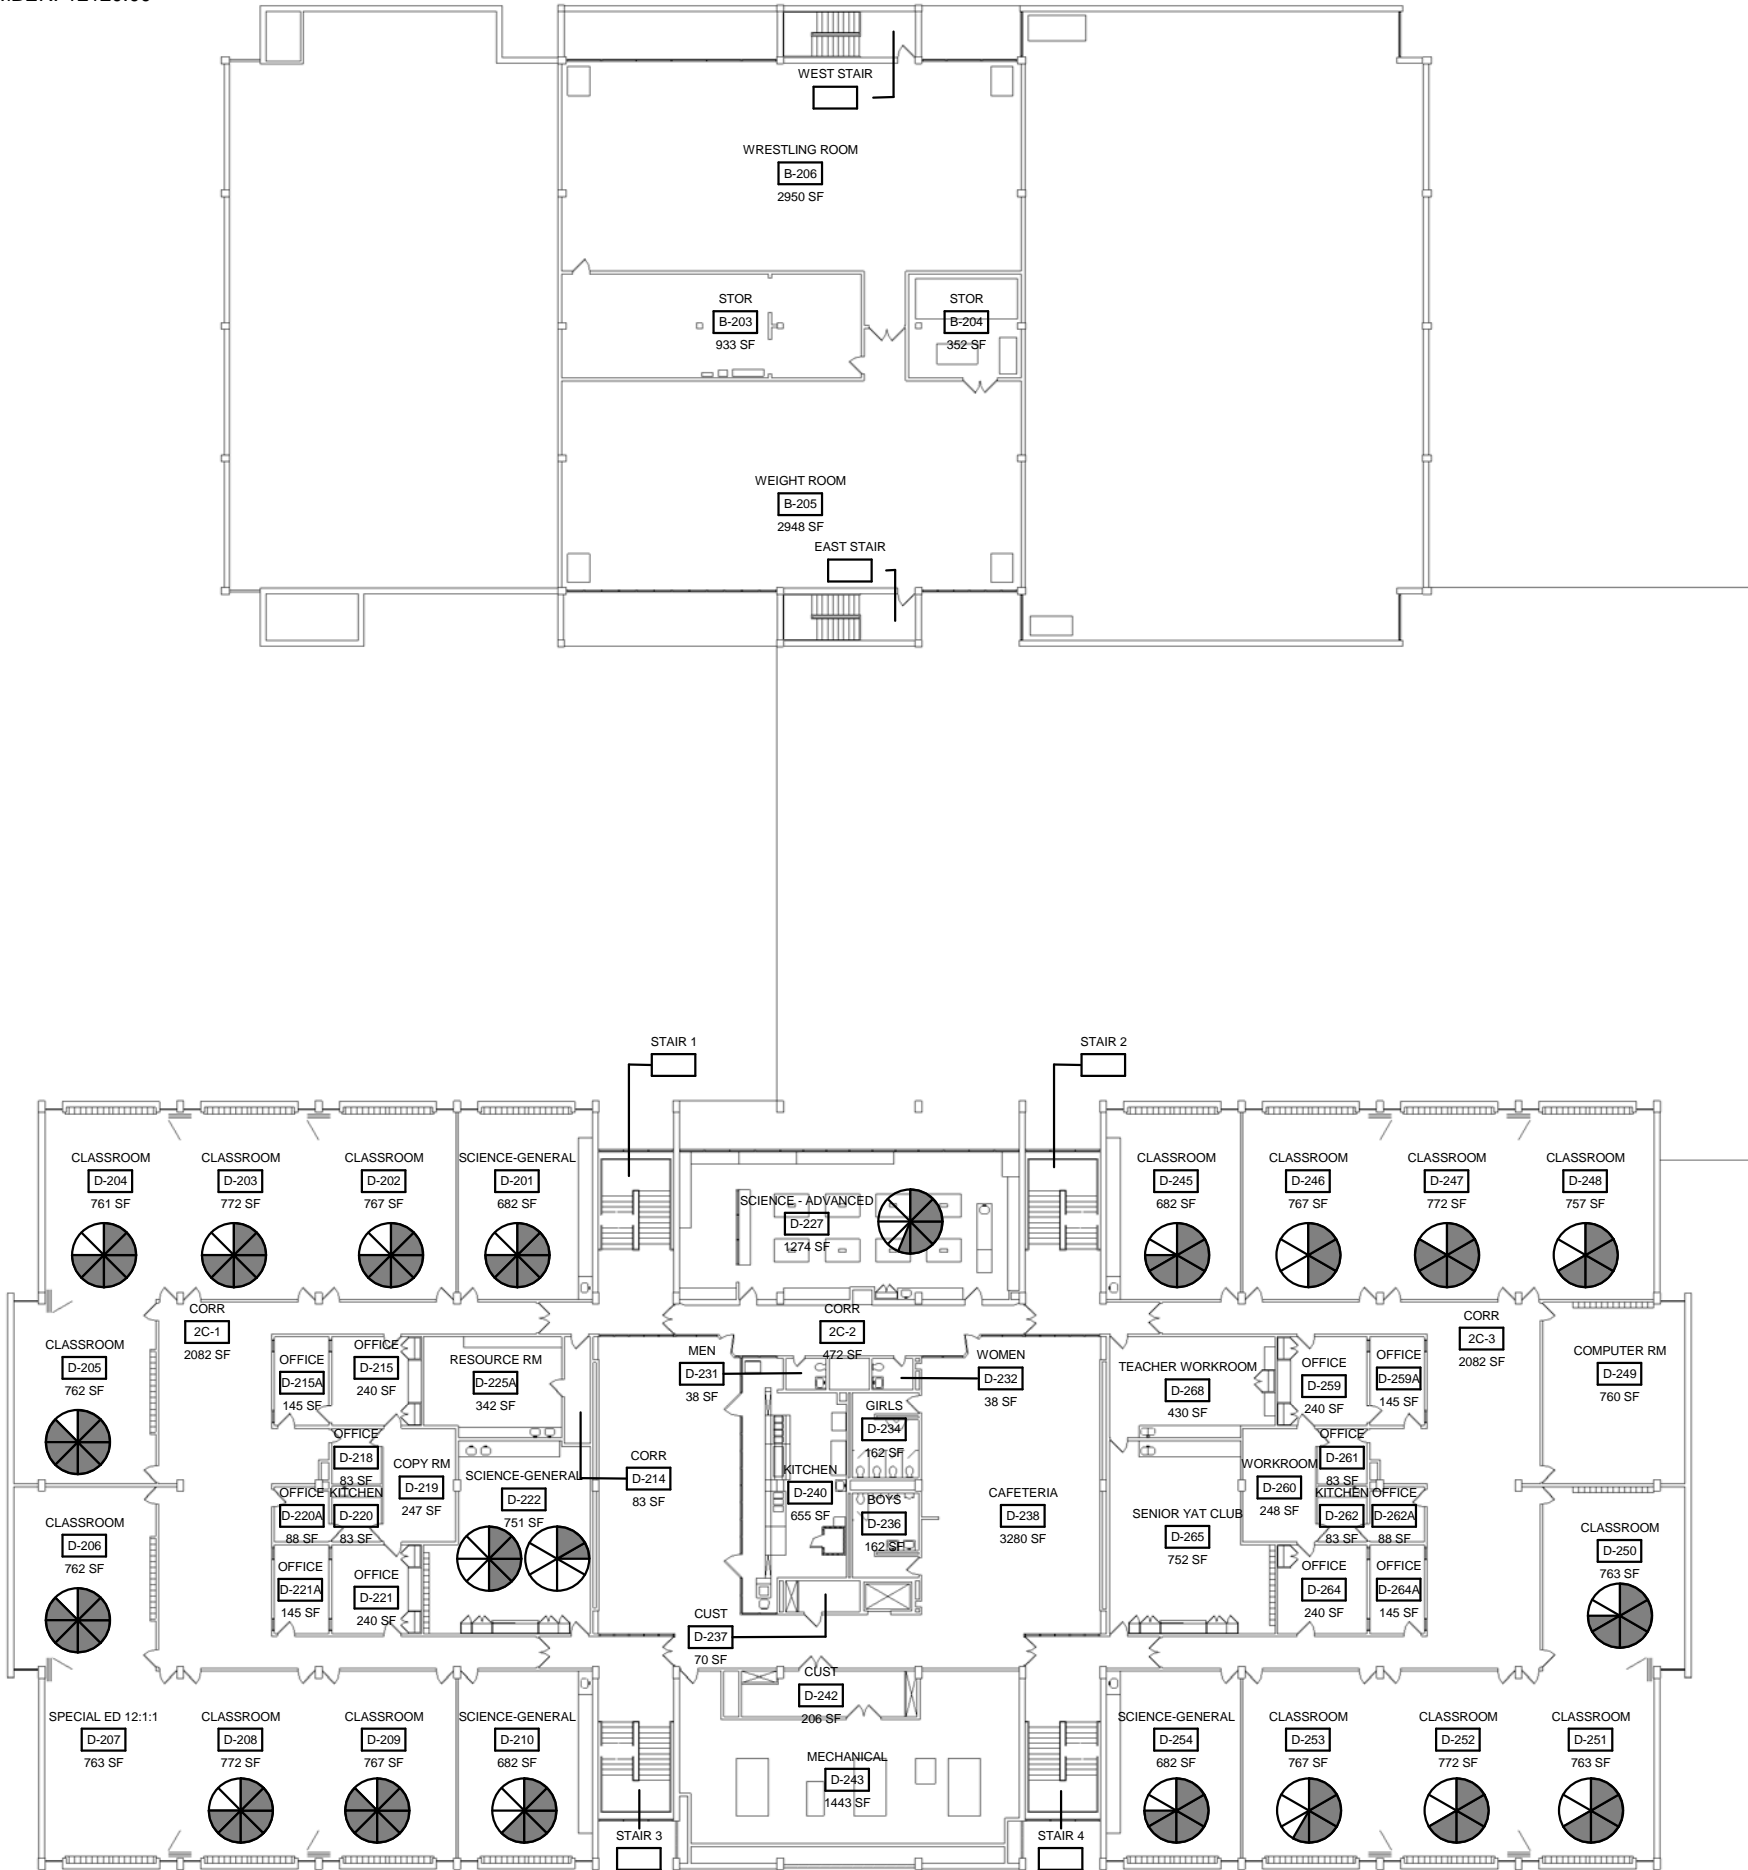 WEST STAIR
WRESTLING ROOM
B-206
2950 SF
STOR
B-203
933 SF
STOR
B-204
352 SF
WEIGHT ROOM
B-205
2948 SF
EAST STAIR
STAIR 1
STAIR 2
CLASSROOM
D-204
761 SF
CLASSROOM
D-203
772 SF
CLASSROOM
D-202
767 SF
SCIENCE-GENERAL
D-201
682 SF
SCIENCE - ADVANCED
D-227
1274 SF
CLASSROOM
D-245
682 SF
CLASSROOM
D-246
767 SF
CLASSROOM
D-247
772 SF
CLASSROOM
D-248
757 SF
CORR
2C-1
2082 SF
CORR
2C-2
472 SF
CORR
2C-3
2082 SF
CLASSROOM
D-205
762 SF
OFFICE
D-215A
145 SF
OFFICE
D-215
240 SF
RESOURCE RM
D-225A
342 SF
MEN
D-231
38 SF
WOMEN
D-232
38 SF
TEACHER WORKROOM
D-268
430 SF
OFFICE
D-259
240 SF
OFFICE
D-259A
145 SF
COMPUTER RM
D-249
760 SF
OFFICE
D-218
83 SF
COPY RM
D-219
247 SF
SCIENCE-GENERAL
D-222
751 SF
CORR
D-214
83 SF
GIRLS
D-234
162 SF
KITCHEN
D-240
655 SF
BOYS
D-236
162 SF
CAFETERIA
D-238
3280 SF
SENIOR YAT CLUB
D-265
752 SF
WORKROOM
D-260
248 SF
OFFICE
D-261
83 SF
KITCHEN
D-262
83 SF
OFFICE
D-262A
88 SF
CLASSROOM
D-206
762 SF
OFFICE
D-220A
88 SF
KITCHEN
D-220
83 SF
OFFICE
D-221A
145 SF
OFFICE
D-221
240 SF
OFFICE
D-264
240 SF
OFFICE
D-264A
145 SF
CLASSROOM
D-250
763 SF
CUST
D-237
70 SF
CUST
D-242
206 SF
SPECIAL ED 12:1:1
D-207
763 SF
CLASSROOM
D-208
772 SF
CLASSROOM
D-209
767 SF
SCIENCE-GENERAL
D-210
682 SF
MECHANICAL
D-243
1443 SF
SCIENCE-GENERAL
D-254
682 SF
CLASSROOM
D-253
767 SF
CLASSROOM
D-252
772 SF
CLASSROOM
D-251
763 SF
STAIR 3
STAIR 4